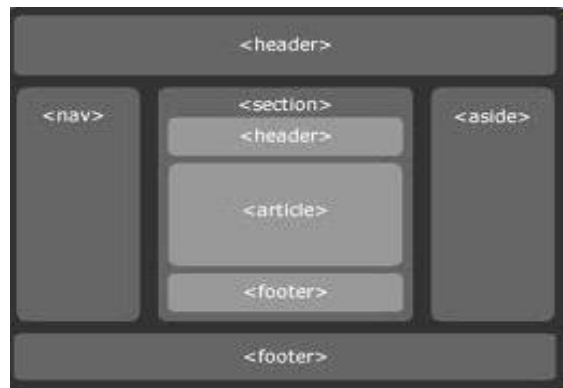 <header>
<nav>
<section>
<aside>
<header>
<article>
<footer>
<footer>